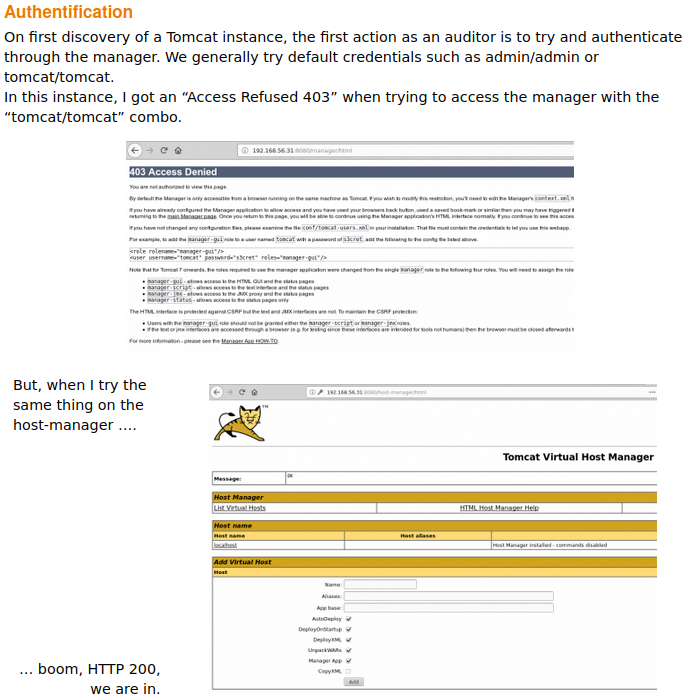 Authentification
On first discovery of a Tomcat instance, the first action as an auditor is to try and authenticate
through the manager. We generally try default credentials such as admin/admin or
tomcat/tomcat.
In this instance, I got an “Access Refused 403” when trying to access the manager with the
“tomcat/tomcat” combo.
192.168.56.31:8080/manager/html
403 Access Denied
You are not authorized to view this page.
By default the Manager is only accessible from a browser running on the same machine as Tomcat. If you wish to modify this restriction, you'll need to edit the Manager's context.xml
If you have already configured the Manager application to allow access and you have used your browsers back button, used a saved book-mark or similar then you may have triggered
returning to the main Manager page. Once you return to this page, you will be able to continue using the Manager application's HTML interface normally. If you continue to see this acces
If you have not changed any configuration files, please examine the file conf/tomcat-users.xml in your installation. That file must contain the credentials to let you use this webapp.
For example, to add the manager-gui role to a user named tomcat with a password of s3cret, add the following to the config file listed above.
<role rolename="manager-gui"/>
<user username="tomcat" password="s3cret" roles="manager-gui"/>
Note that for Tomcat 7 onwards, the roles required to use the manager application were changed from the single manager role to the following four roles. You will need to assign the role
• manager-gui - allows access to the HTML GUI and the status pages
• manager-script - allows access to the text interface and the status pages
• manager-jmx - allows access to the JMX proxy and the status pages
• manager-status - allows access to the status pages only
The HTML interface is protected against CSRF but the text and JMX interfaces are not. To maintain the CSRF protection:
• Users with the manager-gui role should not be granted either the manager-script or manager-jmx roles.
• If the text or jmx interfaces are accessed through a browser (e.g. for testing since these interfaces are intended for tools not humans) then the browser must be closed afterwards t
For more information - please see the Manager App HOW-TO.
But, when I try the
same thing on the
host-manager ....
192.168.56.31:8080/host-manager/html
TM
Tomcat Virtual Host Manager
Message: OK
Host Manager
List Virtual Hosts HTML Host Manager Help
Host name
Host name Host aliases
localhost Host Manager installed - commands disabled
Add Virtual Host
Host
Name:
Aliases:
App base:
AutoDeploy
DeployOnStartup
DeployXML
UnpackWARs
Manager App
CopyXML
Add
... boom, HTTP 200,
we are in.